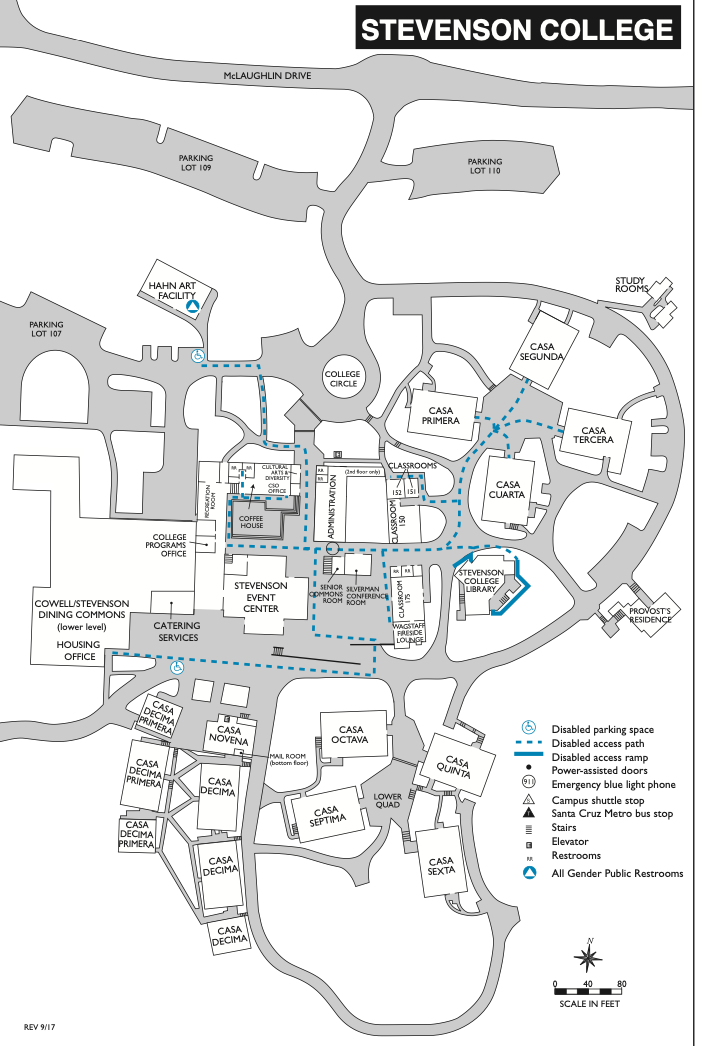 STEVENSON COLLEGE
McLAUGHLIN DRIVE
PARKING
LOT 109
PARKING
LOT 110
HAHN ART
FACILITY
STUDY
ROOMS
PARKING
LOT 107
CASA
SEGUNDA
COLLEGE
CIRCLE
CASA
PRIMERA
CASA
TERCERA
CASA
CUARTA
RR
RR
CULTURAL
ARTS &
DIVERSITY
CSO
OFFICE
RECREATION
ROOM
COFFEE
HOUSE
RR
RR
(2nd floor only)
ADMINISTRATION
CLASSROOMS
152
151
CLASSROOM
150
COLLEGE
PROGRAMS
OFFICE
STEVENSON
EVENT
CENTER
SENIOR
COMMONS
ROOM
SILVERMAN
CONFERENCE
ROOM
RR
RR
CLASSROOM
175
WAGSTAFF
FIRESIDE
LOUNGE
STEVENSON
COLLEGE
LIBRARY
PROVOST'S
RESIDENCE
COWELL/STEVENSON
DINING COMMONS
(lower level)
HOUSING
OFFICE
CATERING
SERVICES
CASA
DECIMA
PRIMERA
CASA
NOVENA
MAIL ROOM
(bottom floor)
CASA
OCTAVA
CASA
QUINTA
CASA
DECIMA
PRIMERA
CASA
DECIMA
LOWER
QUAD
CASA
SEPTIMA
CASA
DECIMA
PRIMERA
CASA
DECIMA
CASA
SEXTA
CASA
DECIMA
Disabled parking space
Disabled access path
Disabled access ramp
Power-assisted doors
911
Emergency blue light phone
Campus shuttle stop
Santa Cruz Metro bus stop
Stairs
E
Elevator
RR
Restrooms
All Gender Public Restrooms
N
0 40 80
SCALE IN FEET
REV 9/17